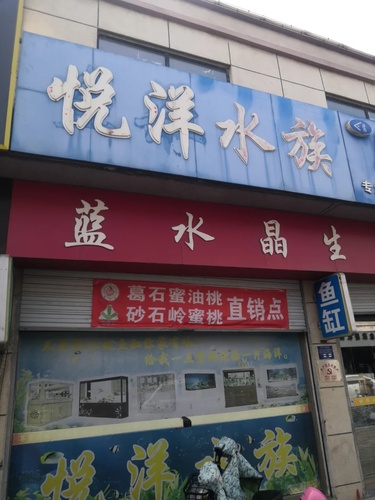 悦洋水族
专
蓝水晶生
葛石蜜油桃
砂石岭蜜桃
直销点
鱼缸
悦洋水族